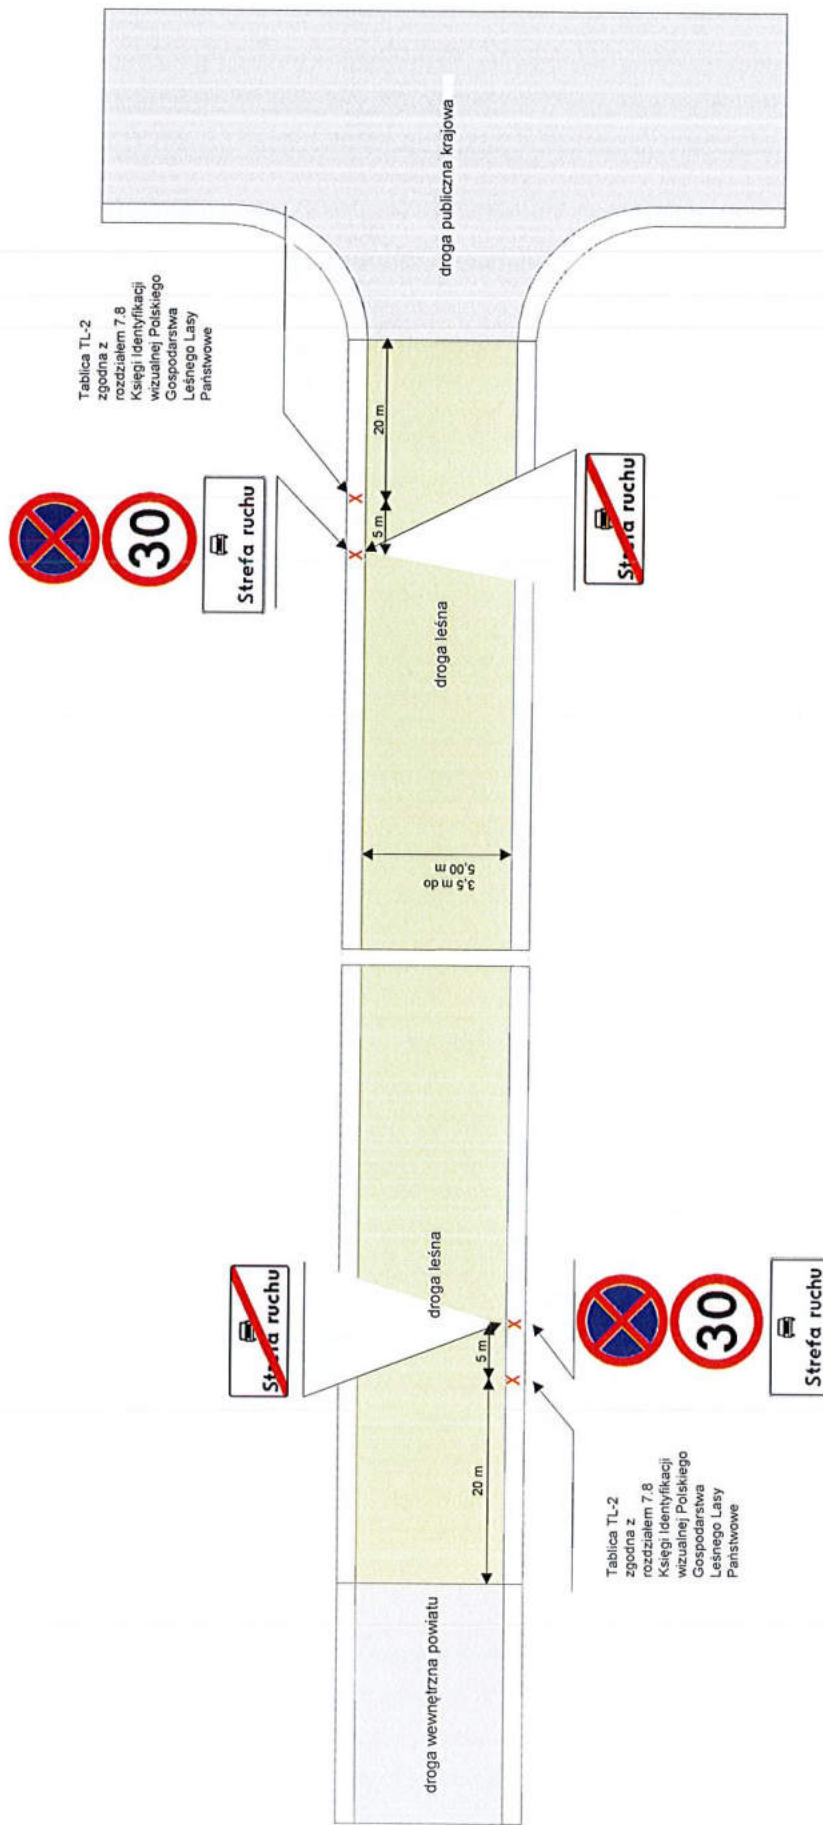 Tablica TL-2
zgodna z
rozdziałem 7.8
Księgi Identyfikacji
wizualnej Polskiego
Gospodarstwa
Leśnego Lasy
Państwowe
30
Strefa ruchu
droga publiczna krajowa
20 m
5 m
droga leśna
Strefa ruchu
3,5 m do
5,00 m
Strefa ruchu
droga leśna
5 m
20 m
30
Strefa ruchu
Tablica TL-2
zgodna z
rozdziałem 7.8
Księgi Identyfikacji
wizualnej Polskiego
Gospodarstwa
Leśnego Lasy
Państwowe
droga wewnętrzna powiatu